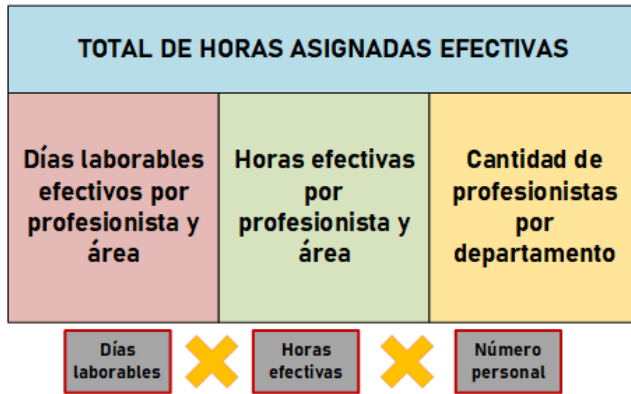 TOTAL DE HORAS ASIGNADAS EFECTIVAS
Días laborables
efectivos por
profesionista y
área
Horas efectivas
por
profesionista y
área
Cantidad de
profesionistas
por
departamento
Días
laborables
Horas
efectivas
Número
personal